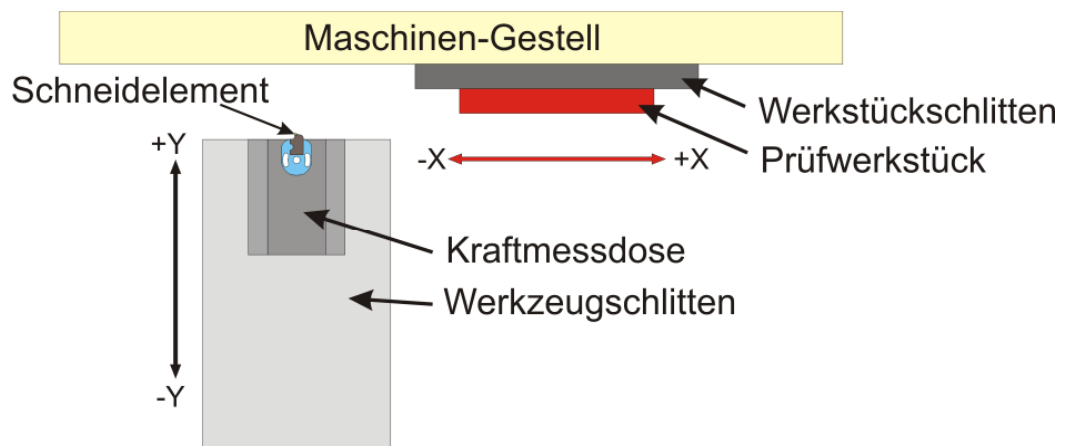 Maschinen-Gestell
Schneidelement
Werkstückschlitten
+Y
-X
+X
Prüfwerkstück
Kraftmessdose
Werkzeugschlitten
-Y